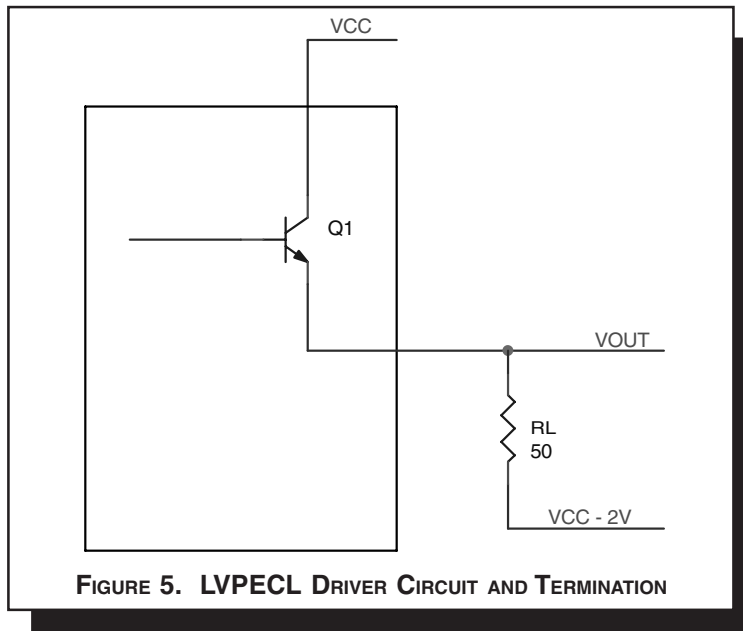 VCC
Q1
VOUT
RL
50
VCC - 2V
FIGURE 5. LVPECL DRIVER CIRCUIT AND TERMINATION